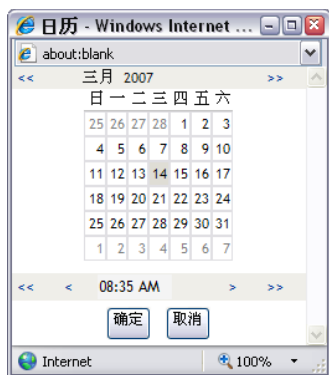 日历 - Windows Internet ...
about:blank
<< 三月 2007 >>
日 一 二 三 四 五 六
25 26 27 28 1 2 3
4 5 6 7 8 9 10
11 12 13 14 15 16 17
18 19 20 21 22 23 24
25 26 27 28 29 30 31
1 2 3 4 5 6 7
<< < 08:35 AM > >>
确定 取消
Internet 100%